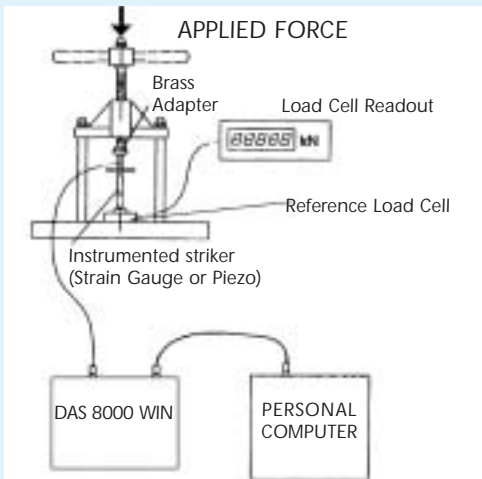 APPLIED FORCE
Brass
Adapter
Load Cell Readout
88888 kN
Reference Load Cell
Instrumented striker
(Strain Gauge or Piezo)
DAS 8000 WIN
PERSONAL
COMPUTER